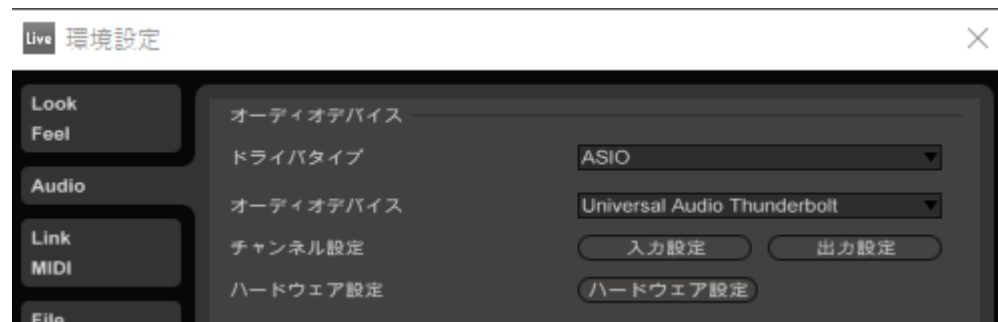 Live 環境設定
Look
Feel
Audio
Link
MIDI
File
オーディオデバイス
ドライバタイプ ASIO
オーディオデバイス Universal Audio Thunderbolt
チャンネル設定 入力設定 出力設定
ハードウェア設定 ハードウェア設定